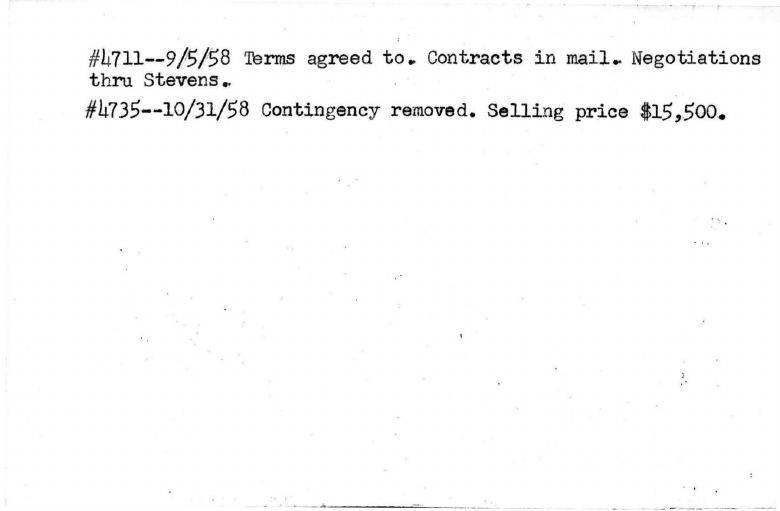 #4711--9/5/58 Terms agreed to. Contracts in mail. Negotiations
thru Stevens.
#4735--10/31/58 Contingency removed. Selling price $15,500.